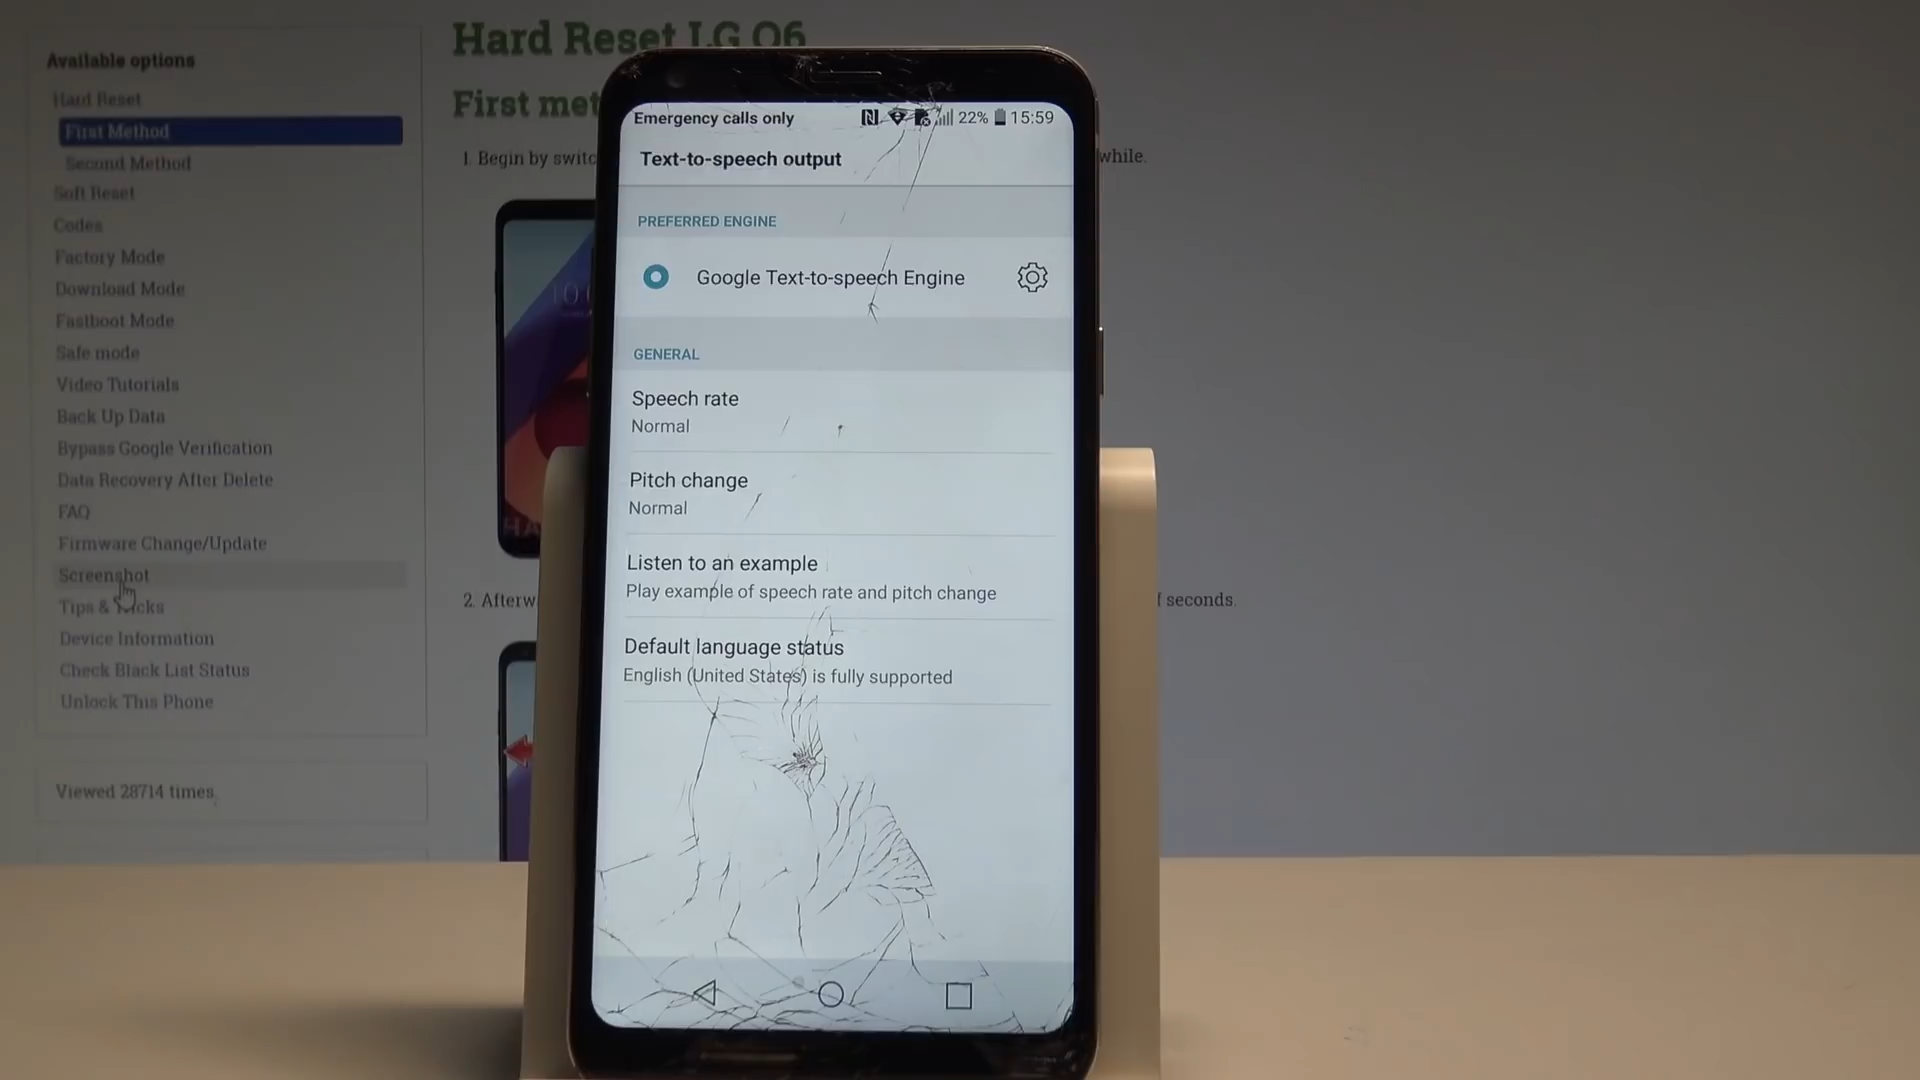 Hard Reset LG Q6
Available options
First met
Hard Reset
First Method
Second Method
Soft Reset
Codes
Factory Mode
Download Mode
Fastboot Mode
Safe mode
Video Tutorials
Back Up Data
Bypass Google Verification
Data Recovery After Delete
FAQ
Firmware Change/Update
Screenshot
Tips & Tricks
Device Information
Check Black List Status
Unlock This Phone
Viewed 28714 times.
1. Begin by switc
while.
2. Afterw
f seconds.
Emergency calls only 22% 15:59
Text-to-speech output
PREFERRED ENGINE
Google Text-to-speech Engine
GENERAL
Speech rate
Normal
Pitch change
Normal
Listen to an example
Play example of speech rate and pitch change
Default language status
English (United States) is fully supported